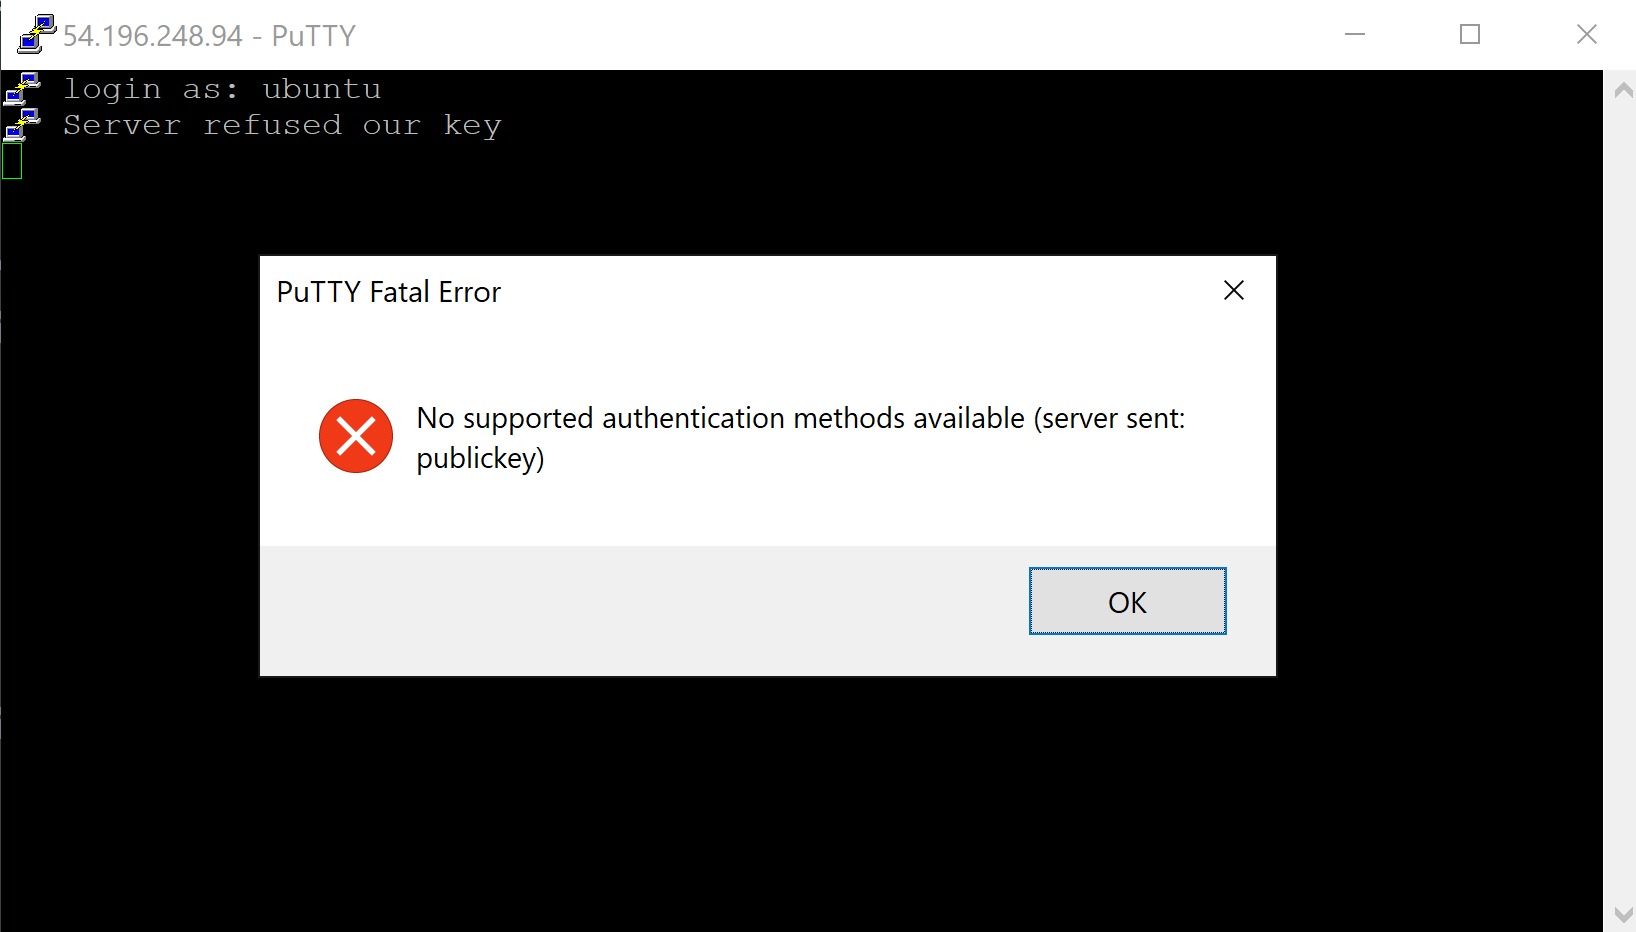 54.196.248.94 - PuTTY
login as: ubuntu
Server refused our key
PuTTY Fatal Error
No supported authentication methods available (server sent:
publickey)
OK